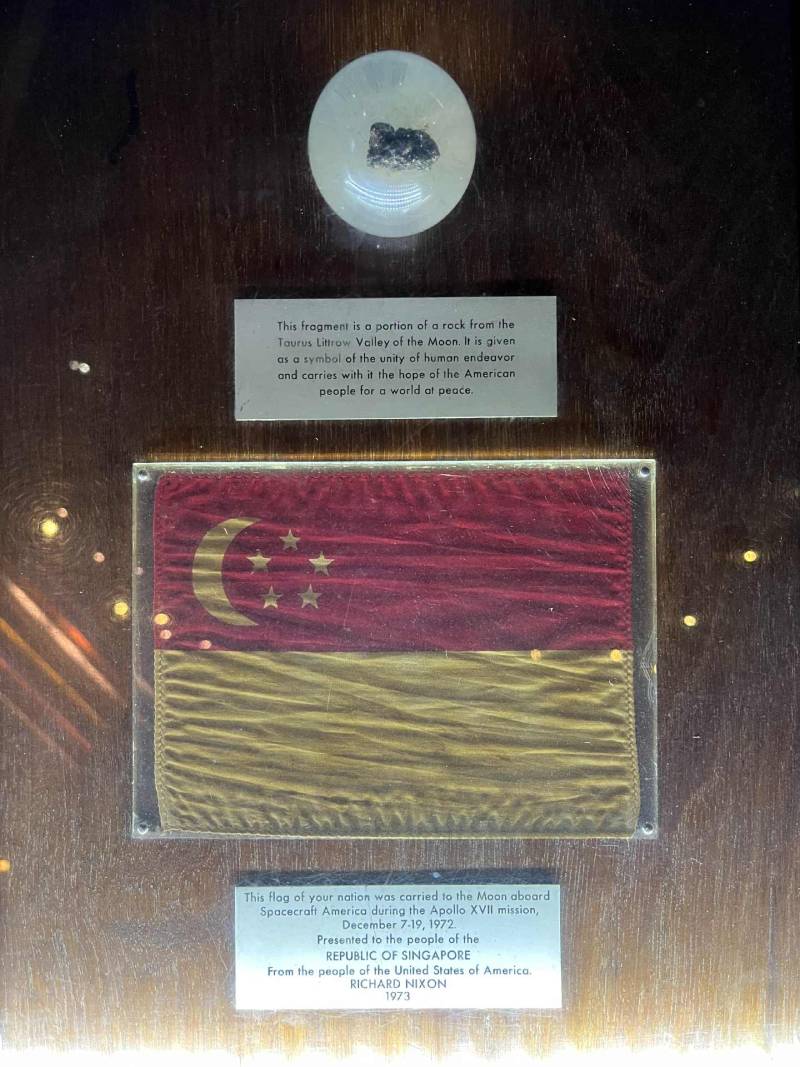 This fragment is a portion of a rock from the
Taurus Littrow Valley of the Moon. It is given
as a symbol of the unity of human endeavor
and carries with it the hope of the American
people for a world at peace.
This flag of your nation was carried to the Moon aboard
Spacecraft America during the Apollo XVII mission,
December 7-19, 1972.
Presented to the people of the
REPUBLIC OF SINGAPORE
From the people of the United States of America.
RICHARD NIXON
1973